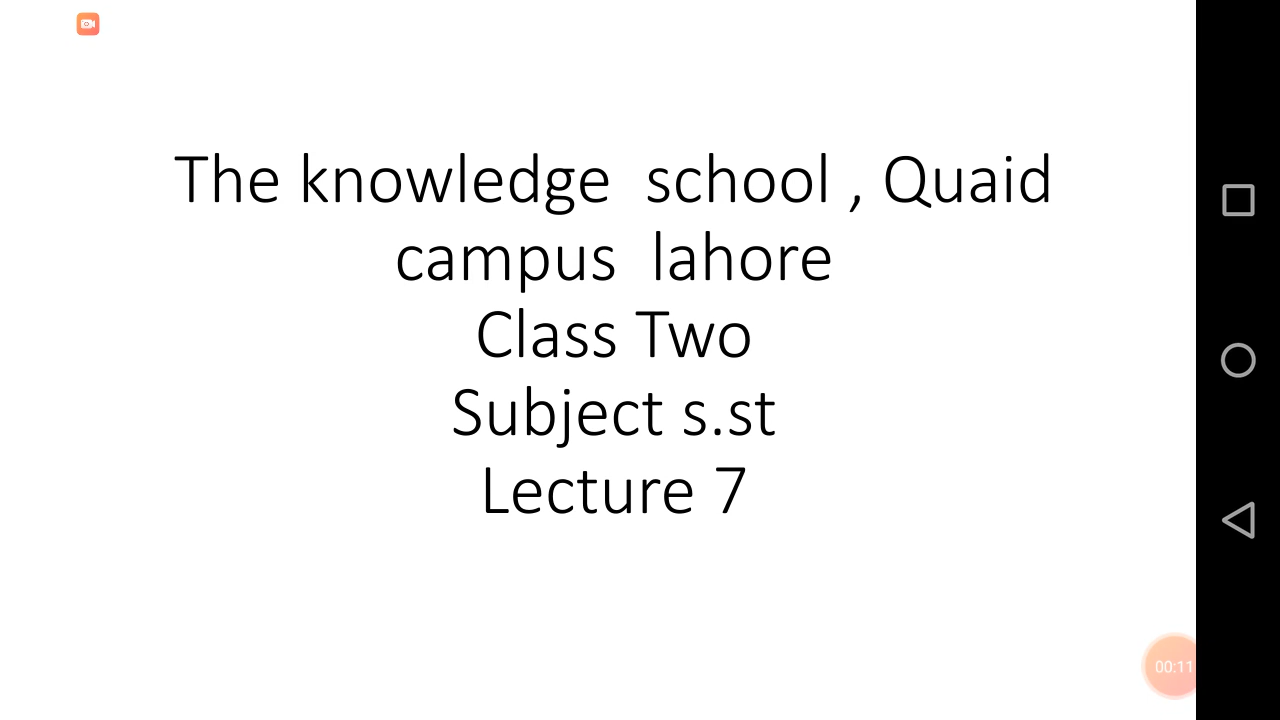 The knowledge  school , Quaid
campus  lahore
Class Two
Subject s.st
Lecture 7
00:11